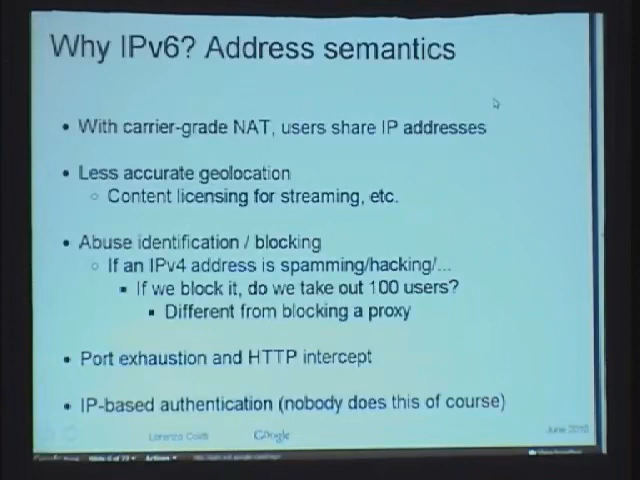 Why IPv6? Address semantics
• With carrier-grade NAT, users share IP addresses
• Less accurate geolocation
○ Content licensing for streaming, etc.
• Abuse identification / blocking
○ If an IPv4 address is spamming/hacking/...
▪ If we block it, do we take out 100 users?
▪ Different from blocking a proxy
• Port exhaustion and HTTP intercept
• IP-based authentication (nobody does this of course)
Lorenzo Colitti Google June 2010
Actions